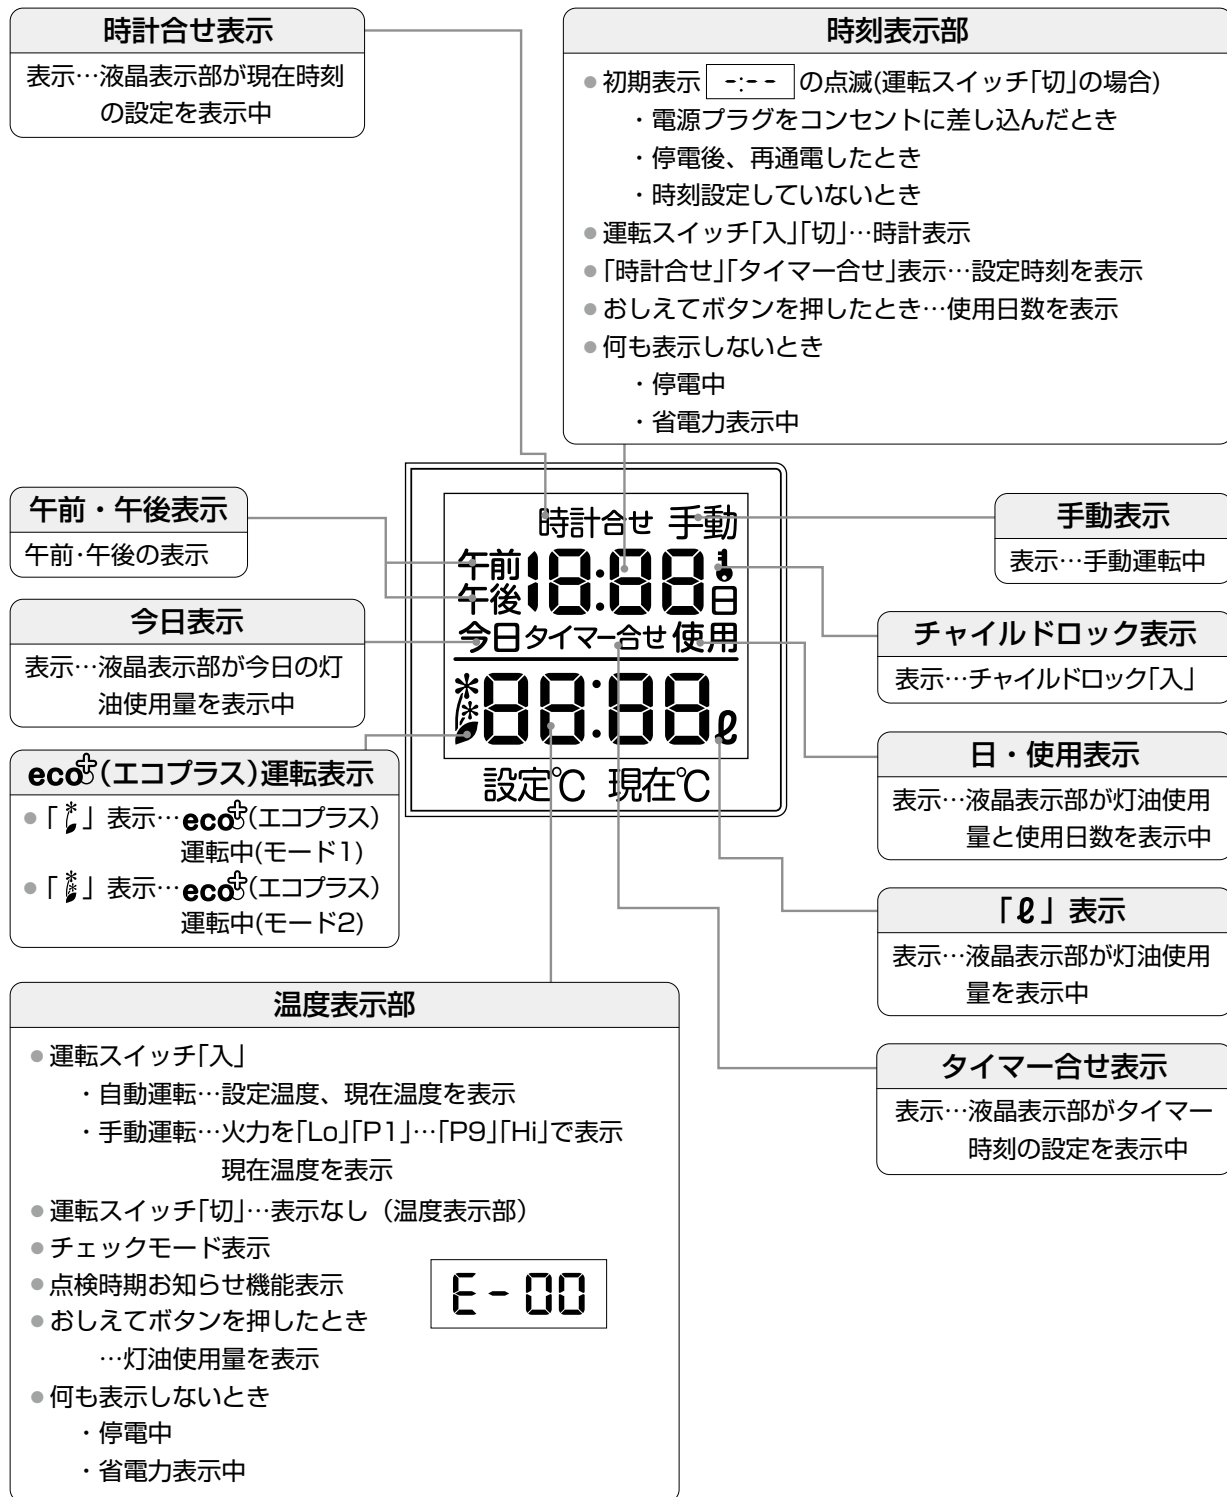 時計合せ表示
表示…液晶表示部が現在時刻
の設定を表示中
時刻表示部
●初期表示 -:-- の点滅(運転スイッチ｢切｣の場合)
・電源プラグをコンセントに差し込んだとき
・停電後、再通電したとき
・時刻設定していないとき
●運転スイッチ｢入｣｢切｣…時計表示
●｢時計合せ｣｢タイマー合せ｣表示…設定時刻を表示
●おしえてボタンを押したとき…使用日数を表示
●何も表示しないとき
・停電中
・省電力表示中
午前・午後表示
午前･午後の表示
今日表示
表示…液晶表示部が今日の灯
油使用量を表示中
eco(エコプラス)運転表示
●「」表示…eco(エコプラス)
運転中(モード1)
●「」表示…eco(エコプラス)
運転中(モード2)
時計合せ 手動
午前 18:88
午後 日
今日タイマー合せ使用
88:88ℓ
設定℃ 現在℃
手動表示
表示…手動運転中
チャイルドロック表示
表示…チャイルドロック｢入｣
日・使用表示
表示…液晶表示部が灯油使用
量と使用日数を表示中
「ℓ」表示
表示…液晶表示部が灯油使用
量を表示中
タイマー合せ表示
表示…液晶表示部がタイマー
時刻の設定を表示中
温度表示部
●運転スイッチ｢入｣
・自動運転…設定温度、現在温度を表示
・手動運転…火力を｢Lo｣｢P1｣…｢P9｣｢Hi｣で表示
現在温度を表示
●運転スイッチ｢切｣…表示なし（温度表示部）
●チェックモード表示
●点検時期お知らせ機能表示
E-00
●おしえてボタンを押したとき
…灯油使用量を表示
●何も表示しないとき
・停電中
・省電力表示中